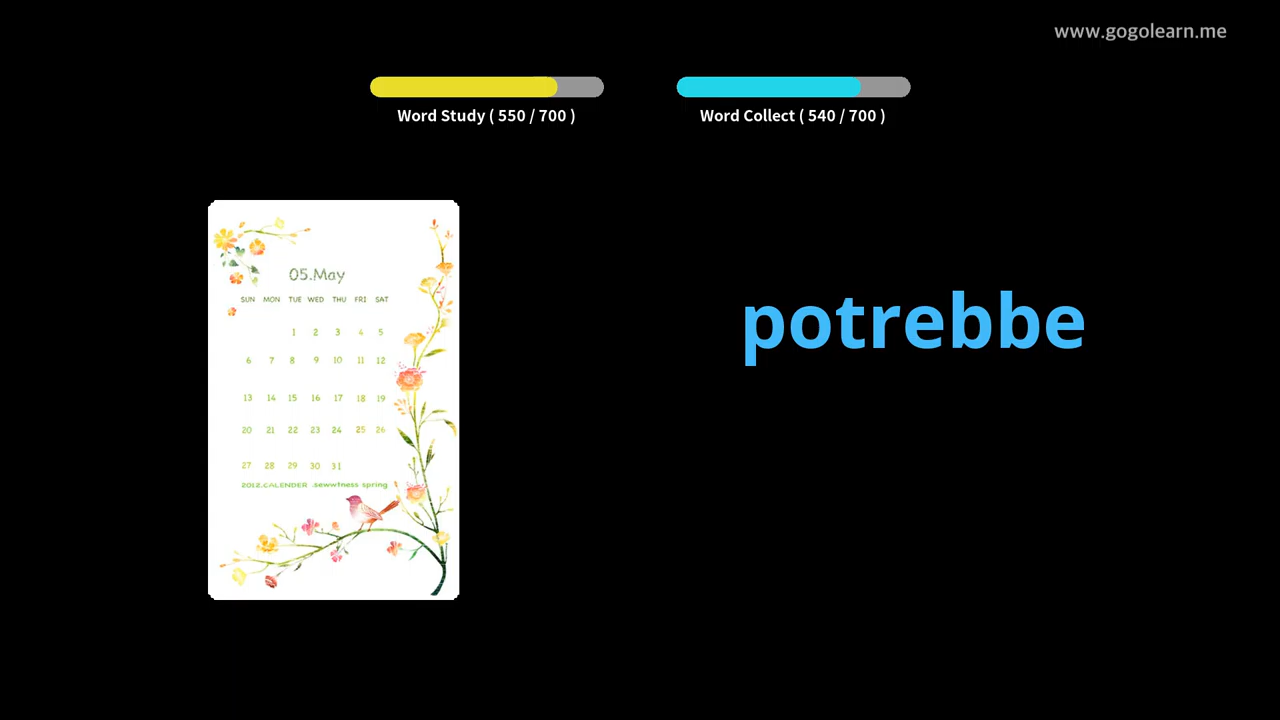 www.gogolearn.me
Word Study ( 550 / 700 )
Word Collect ( 540 / 700 )
05.May
SUN MON TUE WED THU FRI SAT
1 2 3 4 5
6 7 8 9 10 11 12
13 14 15 16 17 18 19
20 21 22 23 24 25 26
27 28 29 30 31
2012.CALENDER .sewwtness spring
potrebbe